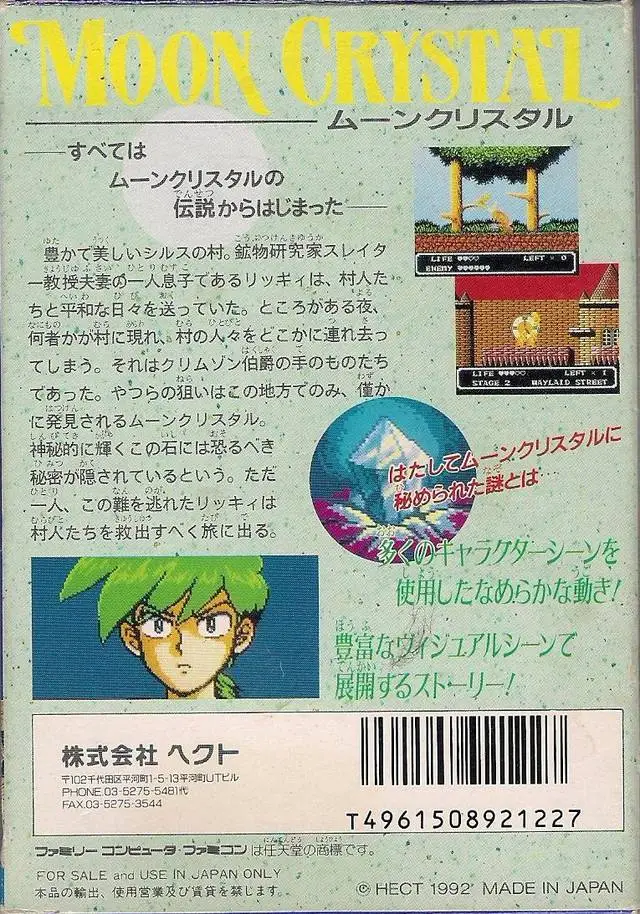 MOON CRYSTAL
ムーンクリスタル
――すべては
ムーンクリスタルの
伝説からはじまった――
でんせつ
豊かで美しいシルスの村。鉱物研究家スレイタ
ー教授夫妻の一人息子であるリッキィは、村人た
ちと平和な日々を送っていた。ところがある夜、
何者かが村に現れ、村の人々をどこかに連れ去っ
てしまう。それはクリムゾン伯爵の手のものたち
であった。やつらの狙いはこの地方でのみ、僅か
に発見されるムーンクリスタル。
神秘的に輝くこの石には恐るべき
秘密が隠されているという。ただ
一人、この難を逃れたリッキィは
村人たちを救出すべく旅に出る。
LIFE LEFT × 0
ENEMY
LIFE LEFT × 1
STAGE 2 WAYLAID STREET
はたしてムーンクリスタルに
秘められた謎とは…
多くのキャラクターシーンを
使用したなめらかな動き!
豊富なヴィジュアルシーンで
展開するストーリー!
株式会社 ヘクト
〒102千代田区平河町1-5-13平河町UTビル
PHONE.03-5275-5481代
FAX.03-5275-3544
T4961508921227
ファミリーコンピュータ・ファミコンは任天堂の商標です。
FOR SALE and USE IN JAPAN ONLY
本品の輸出、使用営業及び賃貸を禁じます。
© HECT 1992' MADE IN JAPAN